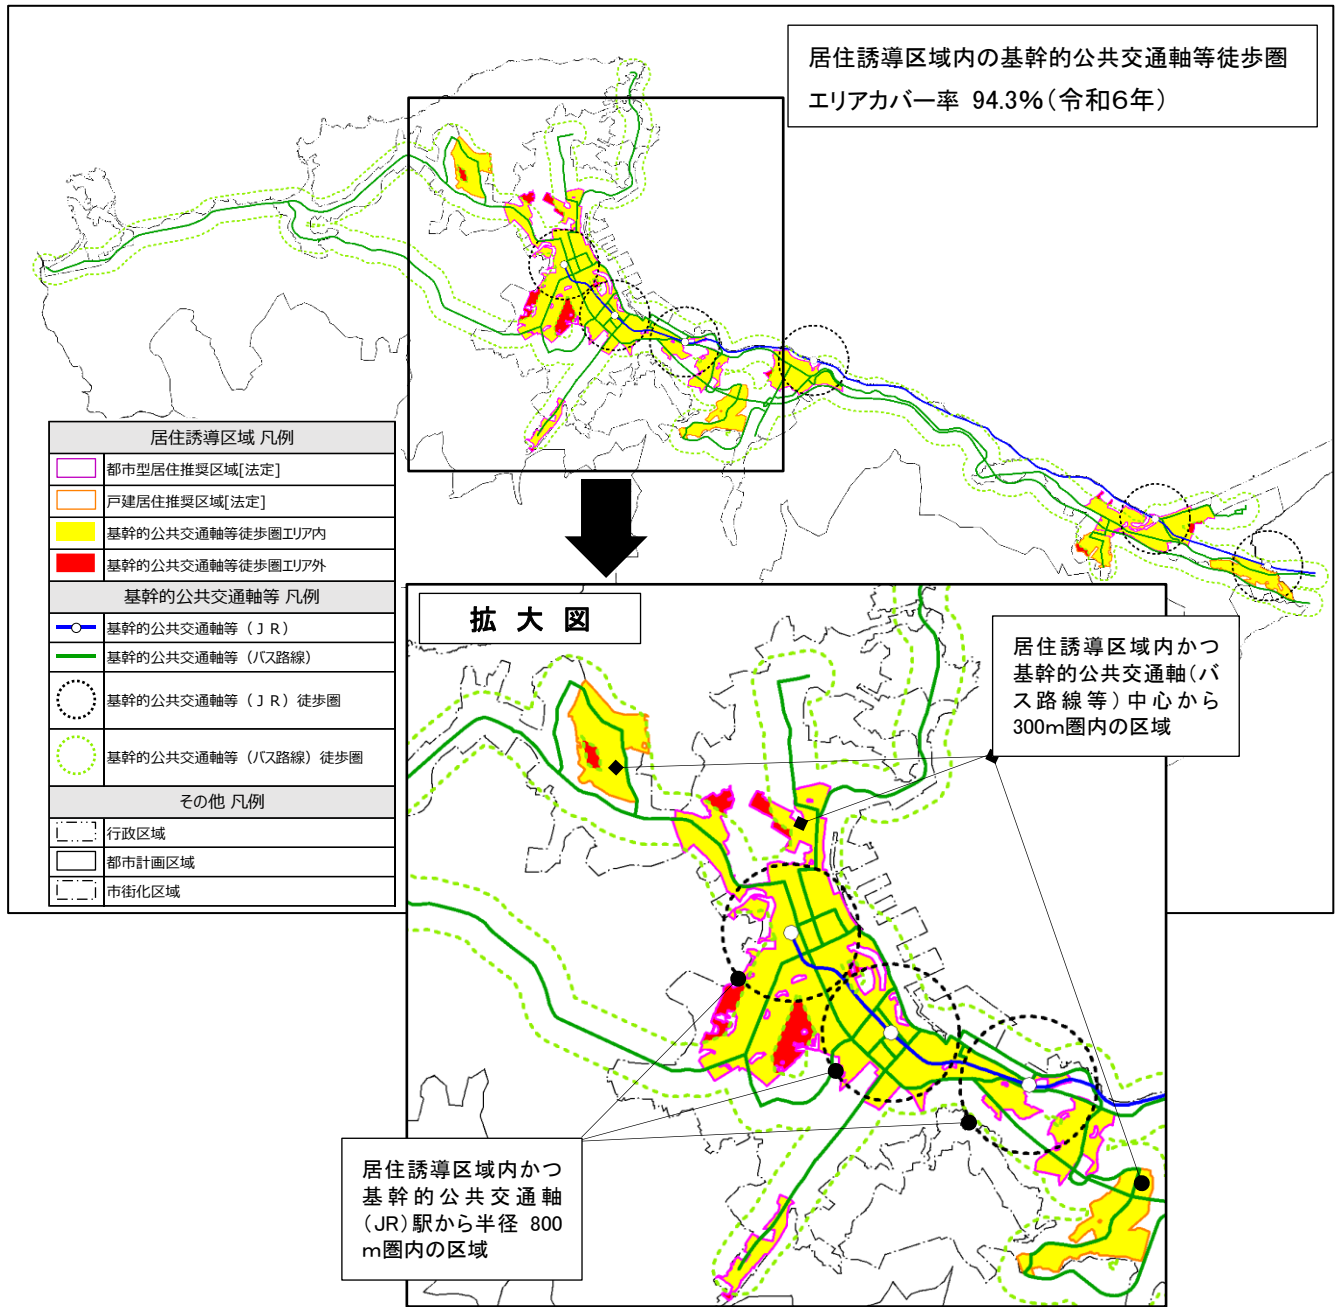 居住誘導区域内の基幹的公共交通軸等徒歩圏
エリアカバー率 94.3%(令和6年)
居住誘導区域 凡例
都市型居住推奨区域[法定]
戸建居住推奨区域[法定]
基幹的公共交通軸等徒歩圏エリア内
基幹的公共交通軸等徒歩圏エリア外
基幹的公共交通軸等 凡例
基幹的公共交通軸等（ＪＲ）
基幹的公共交通軸等（バス路線）
基幹的公共交通軸等（ＪＲ）徒歩圏
基幹的公共交通軸等（バス路線）徒歩圏
その他 凡例
行政区域
都市計画区域
市街化区域
拡大図
居住誘導区域内かつ
基幹的公共交通軸(バ
ス路線等)中心から
300m圏内の区域
居住誘導区域内かつ
基幹的公共交通軸
(JR)駅から半径 800
m圏内の区域